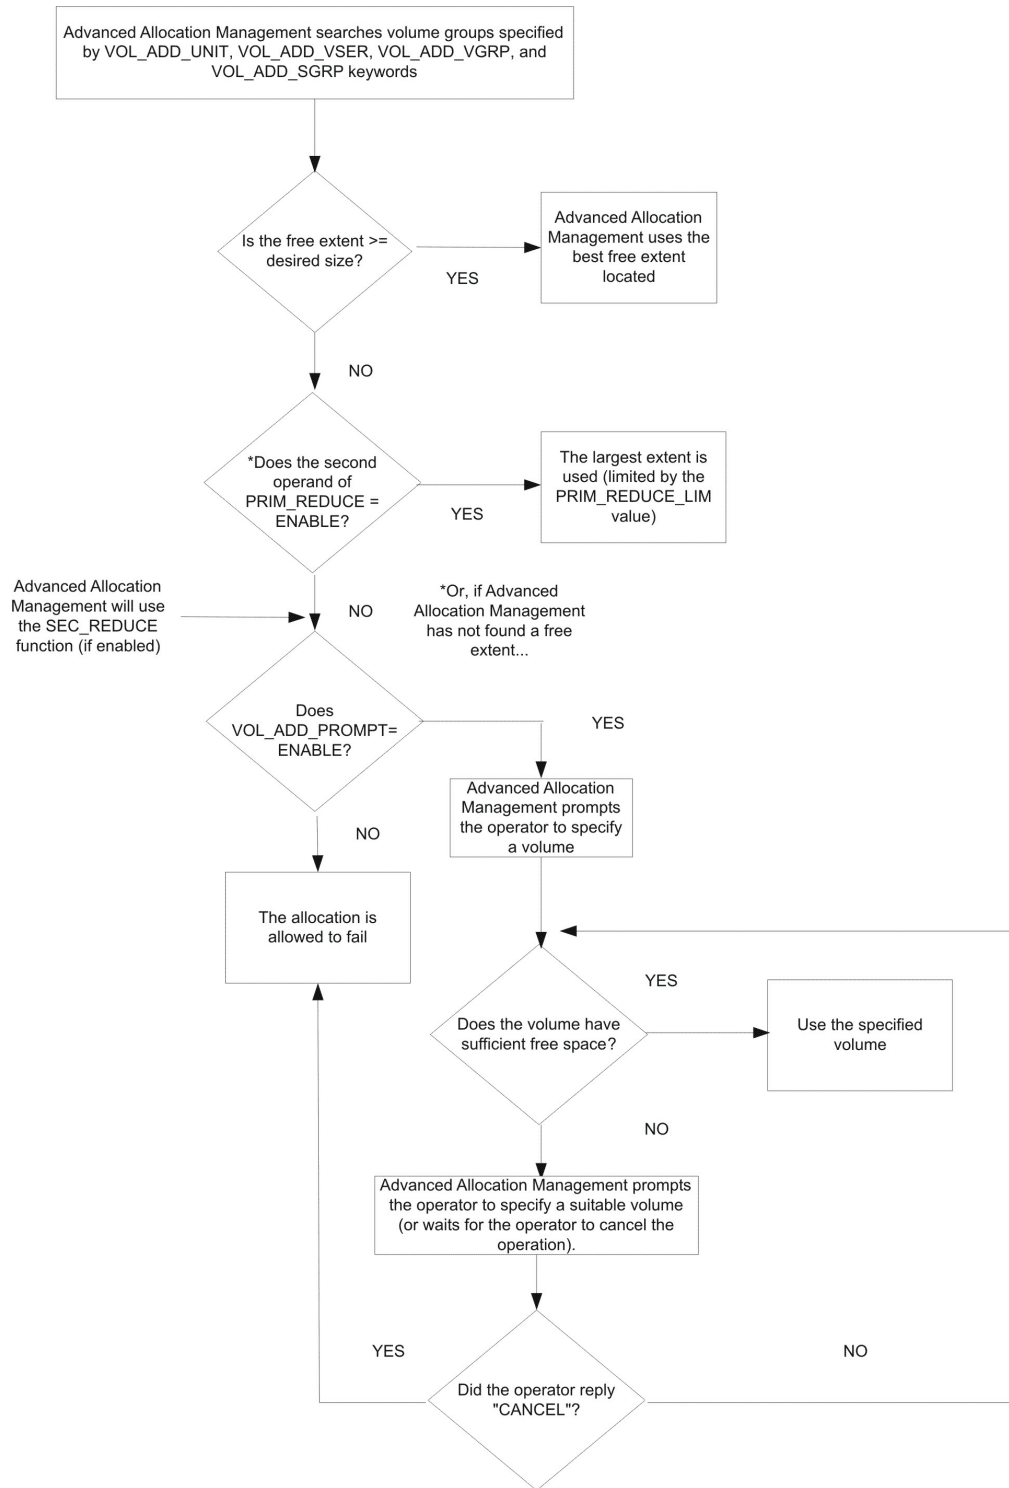 Advanced Allocation Management searches volume groups specified
by VOL_ADD_UNIT, VOL_ADD_VSER, VOL_ADD_VGRP, and
VOL_ADD_SGRP keywords
Is the free extent >=
desired size?
YES
Advanced Allocation
Management uses the
best free extent
located
NO
*Does the second
operand of
PRIM_REDUCE =
ENABLE?
YES
The largest extent is
used (limited by the
PRIM_REDUCE_LIM
value)
Advanced Allocation
Management will use
the SEC_REDUCE
function (if enabled)
NO
*Or, if Advanced
Allocation Management
has not found a free
extent...
Does
VOL_ADD_PROMPT=
ENABLE?
YES
Advanced Allocation
Management prompts
the operator to specify
a volume
NO
The allocation is
allowed to fail
Does the volume have
sufficient free space?
YES
Use the specified
volume
NO
Advanced Allocation Management prompts
the operator to specify a suitable volume
(or waits for the operator to cancel the
operation).
YES
NO
Did the operator reply
"CANCEL"?